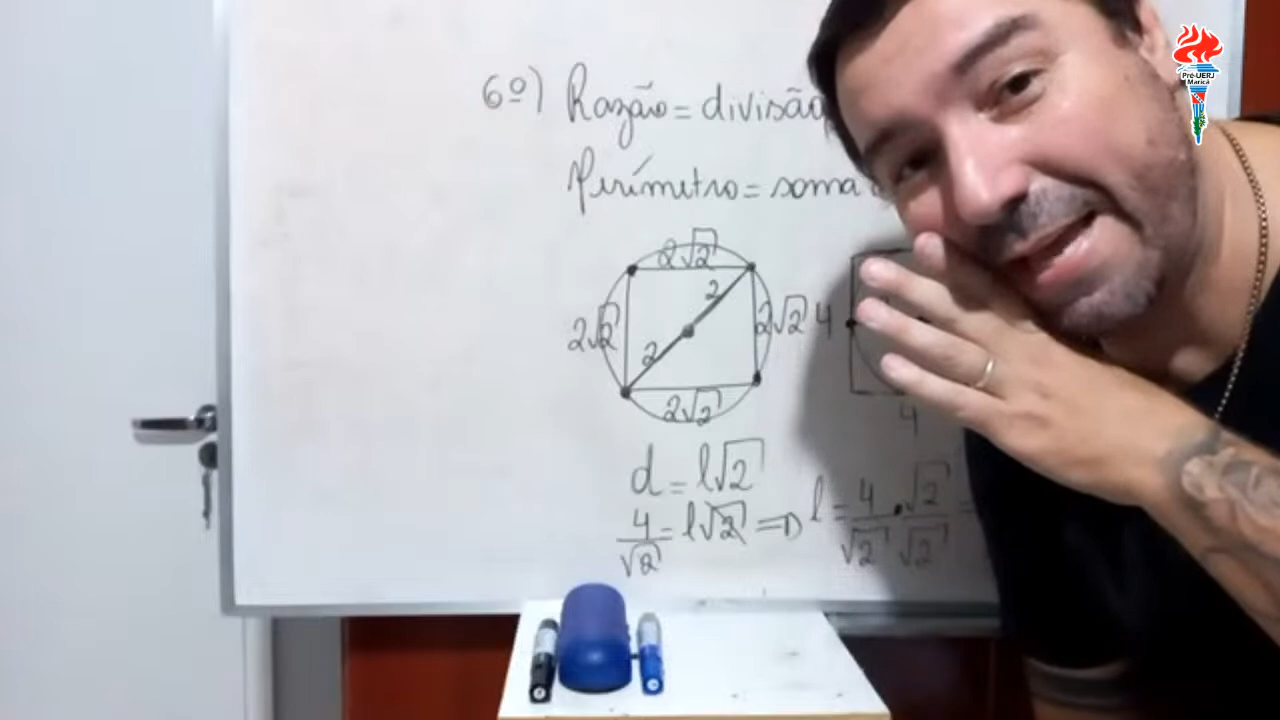 Pré-UERJ
Maricá
6º) Razão = divisão
Perímetro = soma
2√2
2
2√2
2√2 4
2
2√2
4
d = l√2
4/√2 = l√2 => l = 4/√2 . √2/√2 =